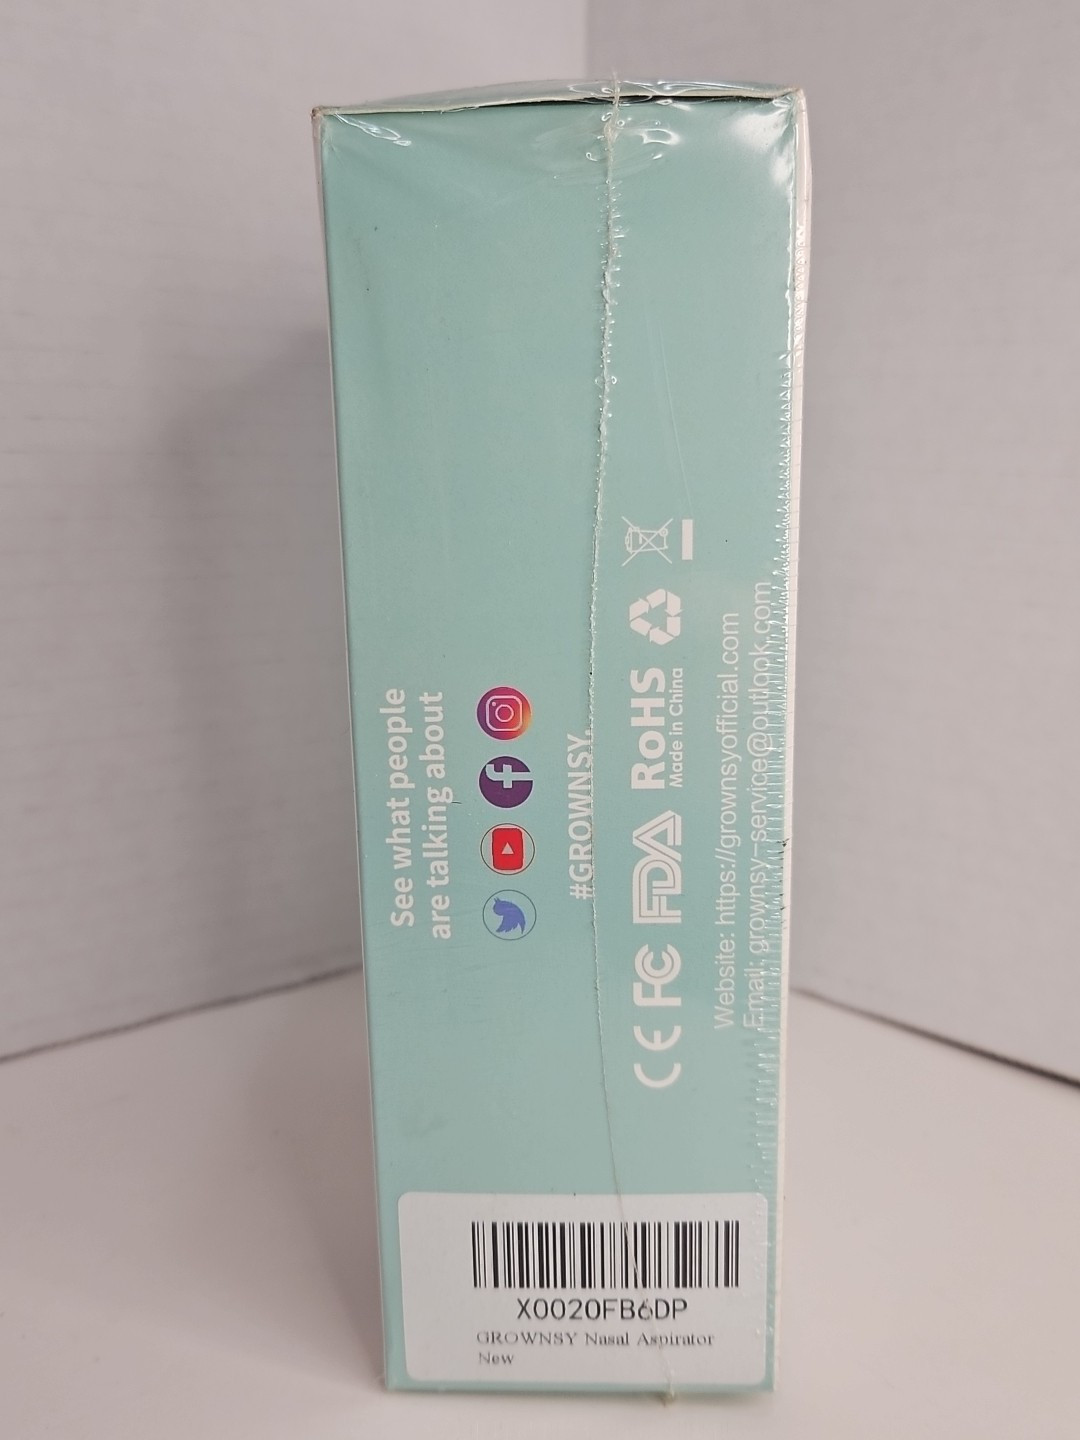 See what people
are talking about
#GROWNSY
CE FC FDA RoHS
Made in China
Website: https://grownsyofficial.com
Email: grownsy-service@outlook.com
X0020FB6DP
GROWNSY Nasal Aspirator
New